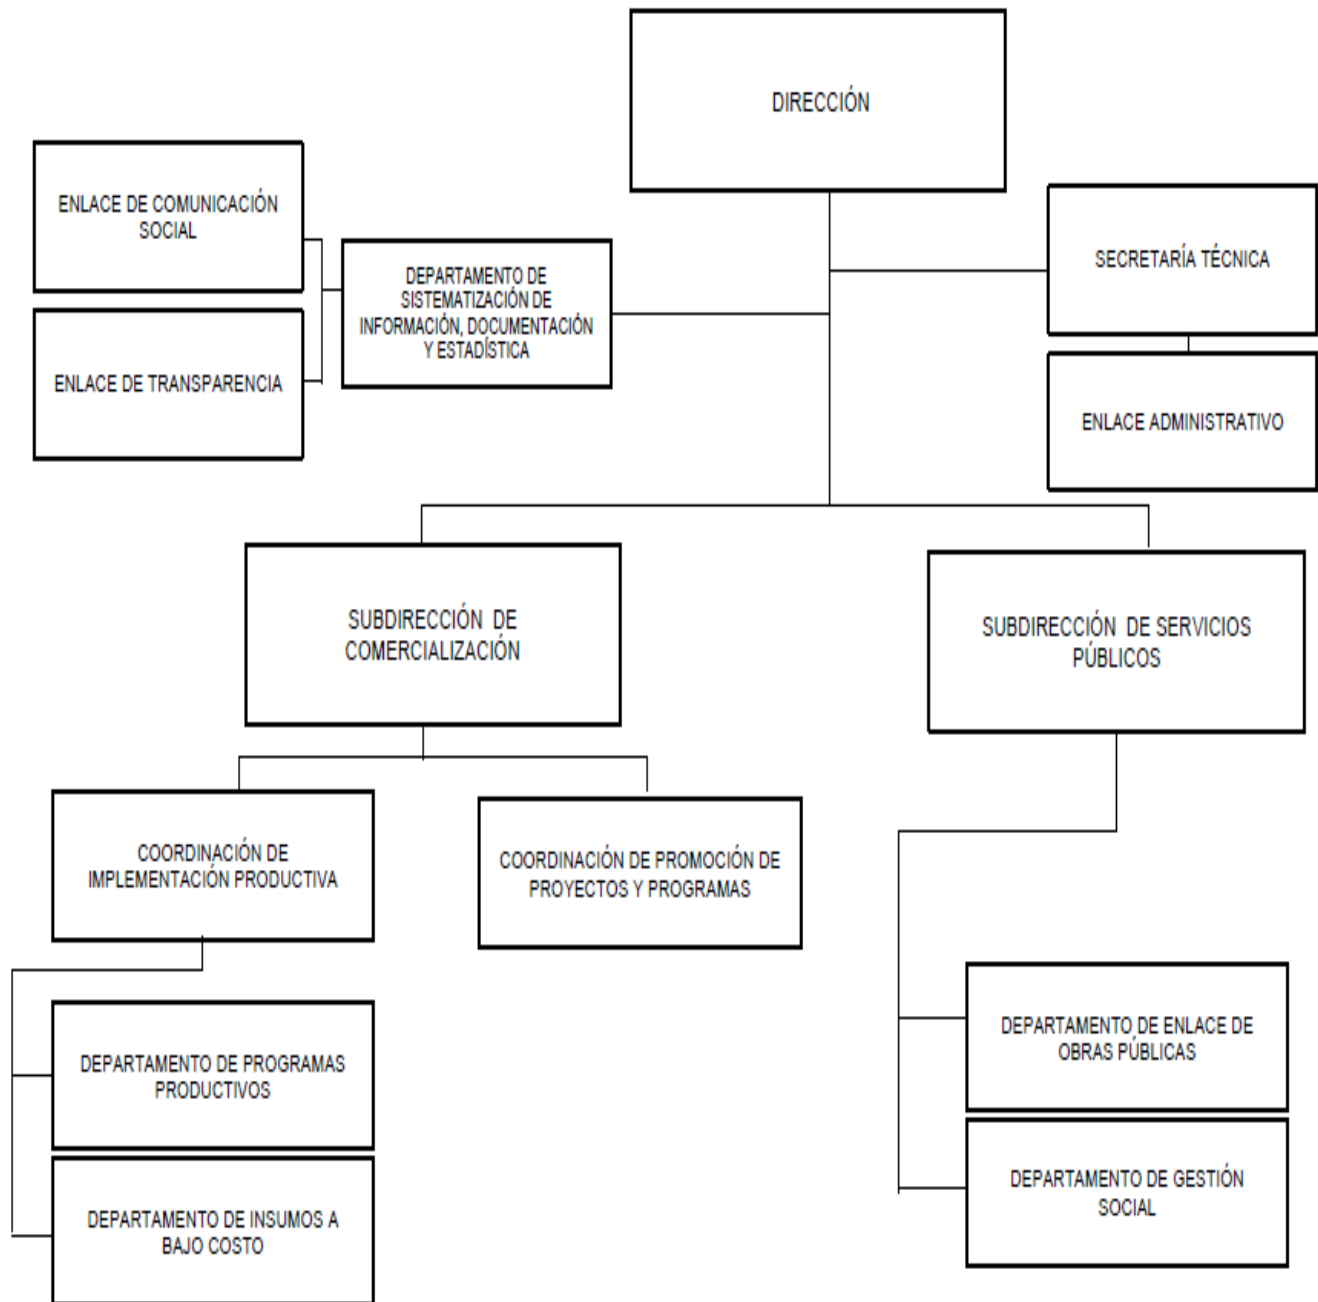 DIRECCIÓN
ENLACE DE COMUNICACIÓN
SOCIAL
SECRETARÍA TÉCNICA
DEPARTAMENTO DE
SISTEMATIZACIÓN DE
INFORMACIÓN, DOCUMENTACIÓN
Y ESTADÍSTICA
ENLACE DE TRANSPARENCIA
ENLACE ADMINISTRATIVO
SUBDIRECCIÓN DE
COMERCIALIZACIÓN
SUBDIRECCIÓN DE SERVICIOS
PÚBLICOS
COORDINACIÓN DE
IMPLEMENTACIÓN PRODUCTIVA
COORDINACIÓN DE PROMOCIÓN DE
PROYECTOS Y PROGRAMAS
DEPARTAMENTO DE PROGRAMAS
PRODUCTIVOS
DEPARTAMENTO DE INSUMOS A
BAJO COSTO
DEPARTAMENTO DE ENLACE DE
OBRAS PÚBLICAS
DEPARTAMENTO DE GESTIÓN
SOCIAL